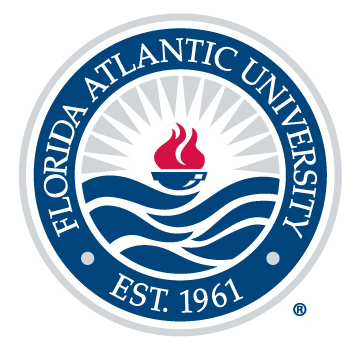 FLORIDA ATLANTIC UNIVERSITY
EST. 1961
®